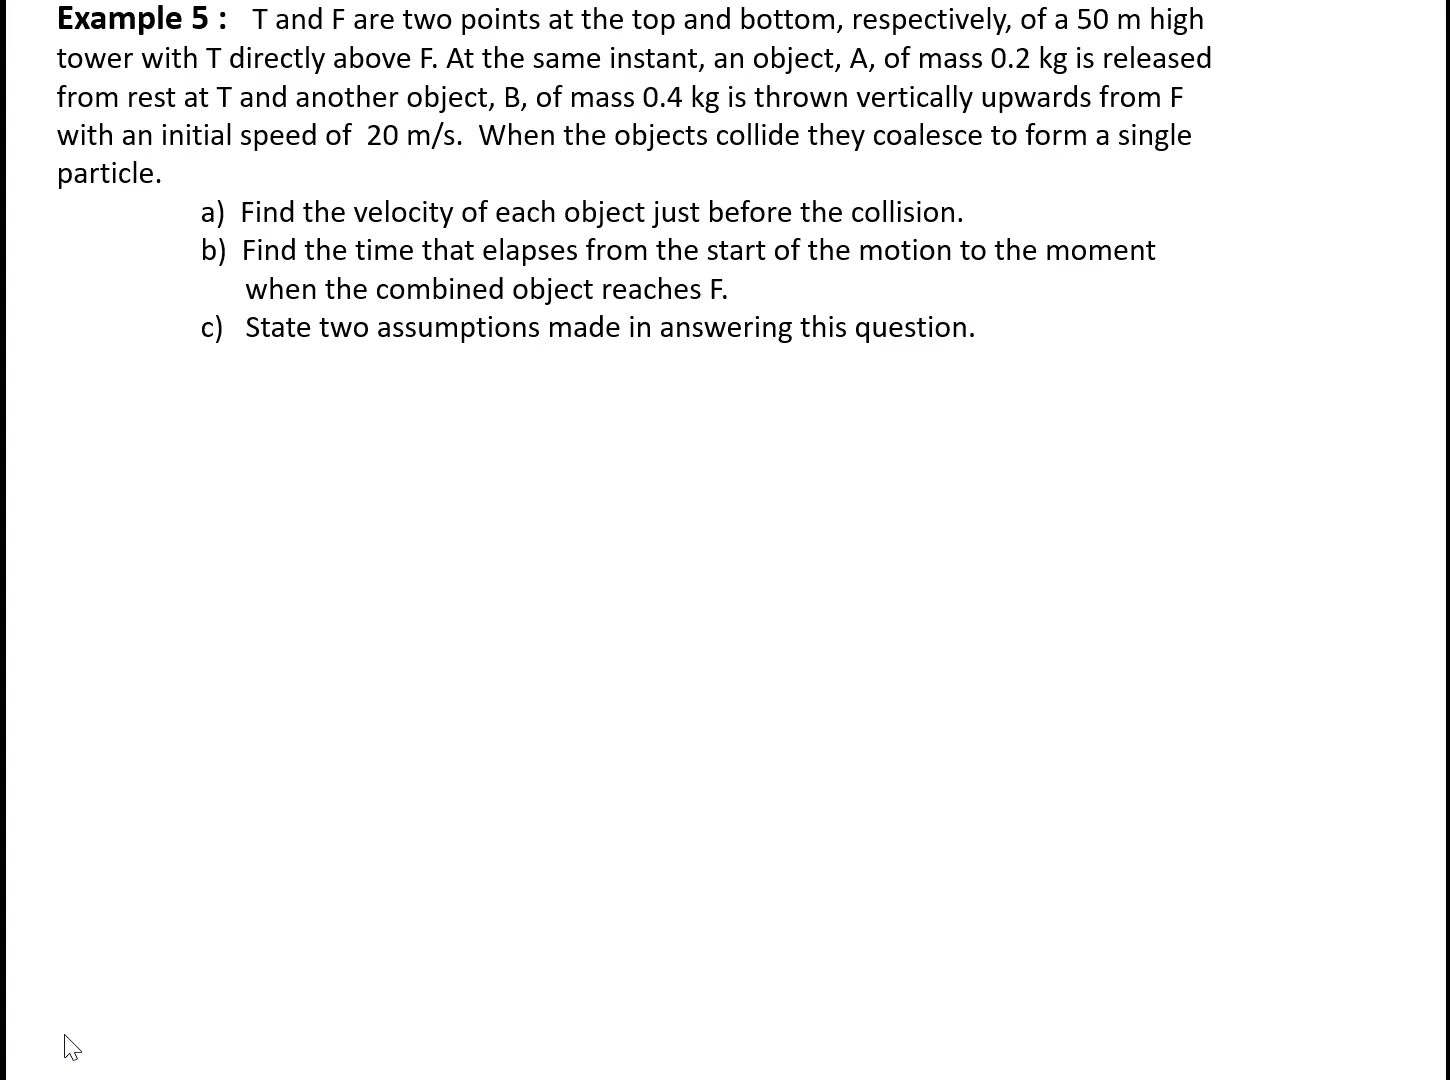 Example 5 : T and F are two points at the top and bottom, respectively, of a 50 m high
tower with T directly above F. At the same instant, an object, A, of mass 0.2 kg is released
from rest at T and another object, B, of mass 0.4 kg is thrown vertically upwards from F
with an initial speed of 20 m/s. When the objects collide they coalesce to form a single
particle.
a) Find the velocity of each object just before the collision.
b) Find the time that elapses from the start of the motion to the moment
when the combined object reaches F.
c) State two assumptions made in answering this question.